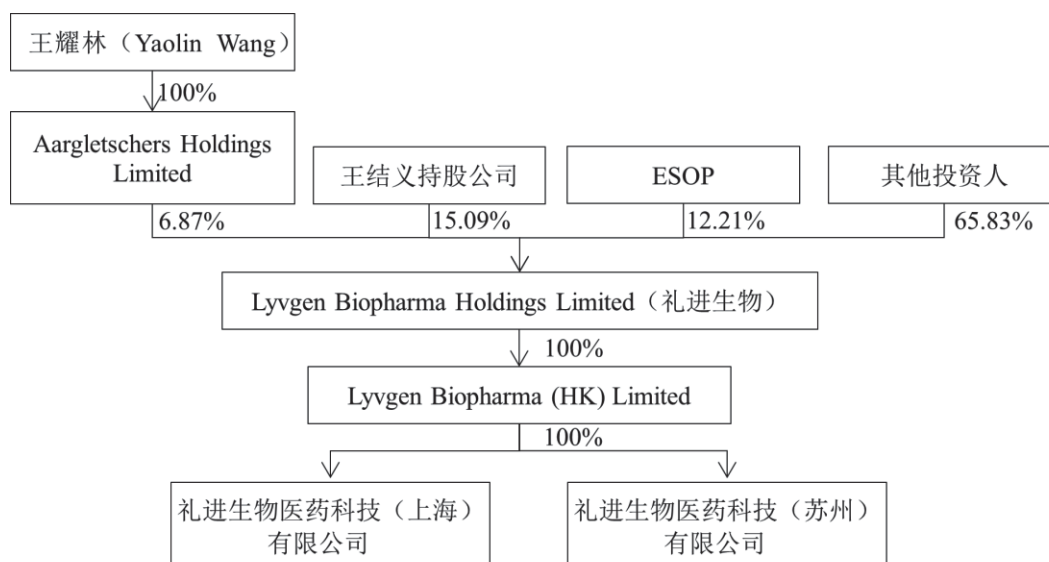 王耀林（Yaolin Wang）
100%
Aargletschers Holdings
Limited
王结义持股公司
ESOP
其他投资人
6.87%
15.09%
12.21%
65.83%
Lyvgen Biopharma Holdings Limited（礼进生物）
100%
Lyvgen Biopharma (HK) Limited
100%
礼进生物医药科技（上海）
有限公司
礼进生物医药科技（苏州）
有限公司